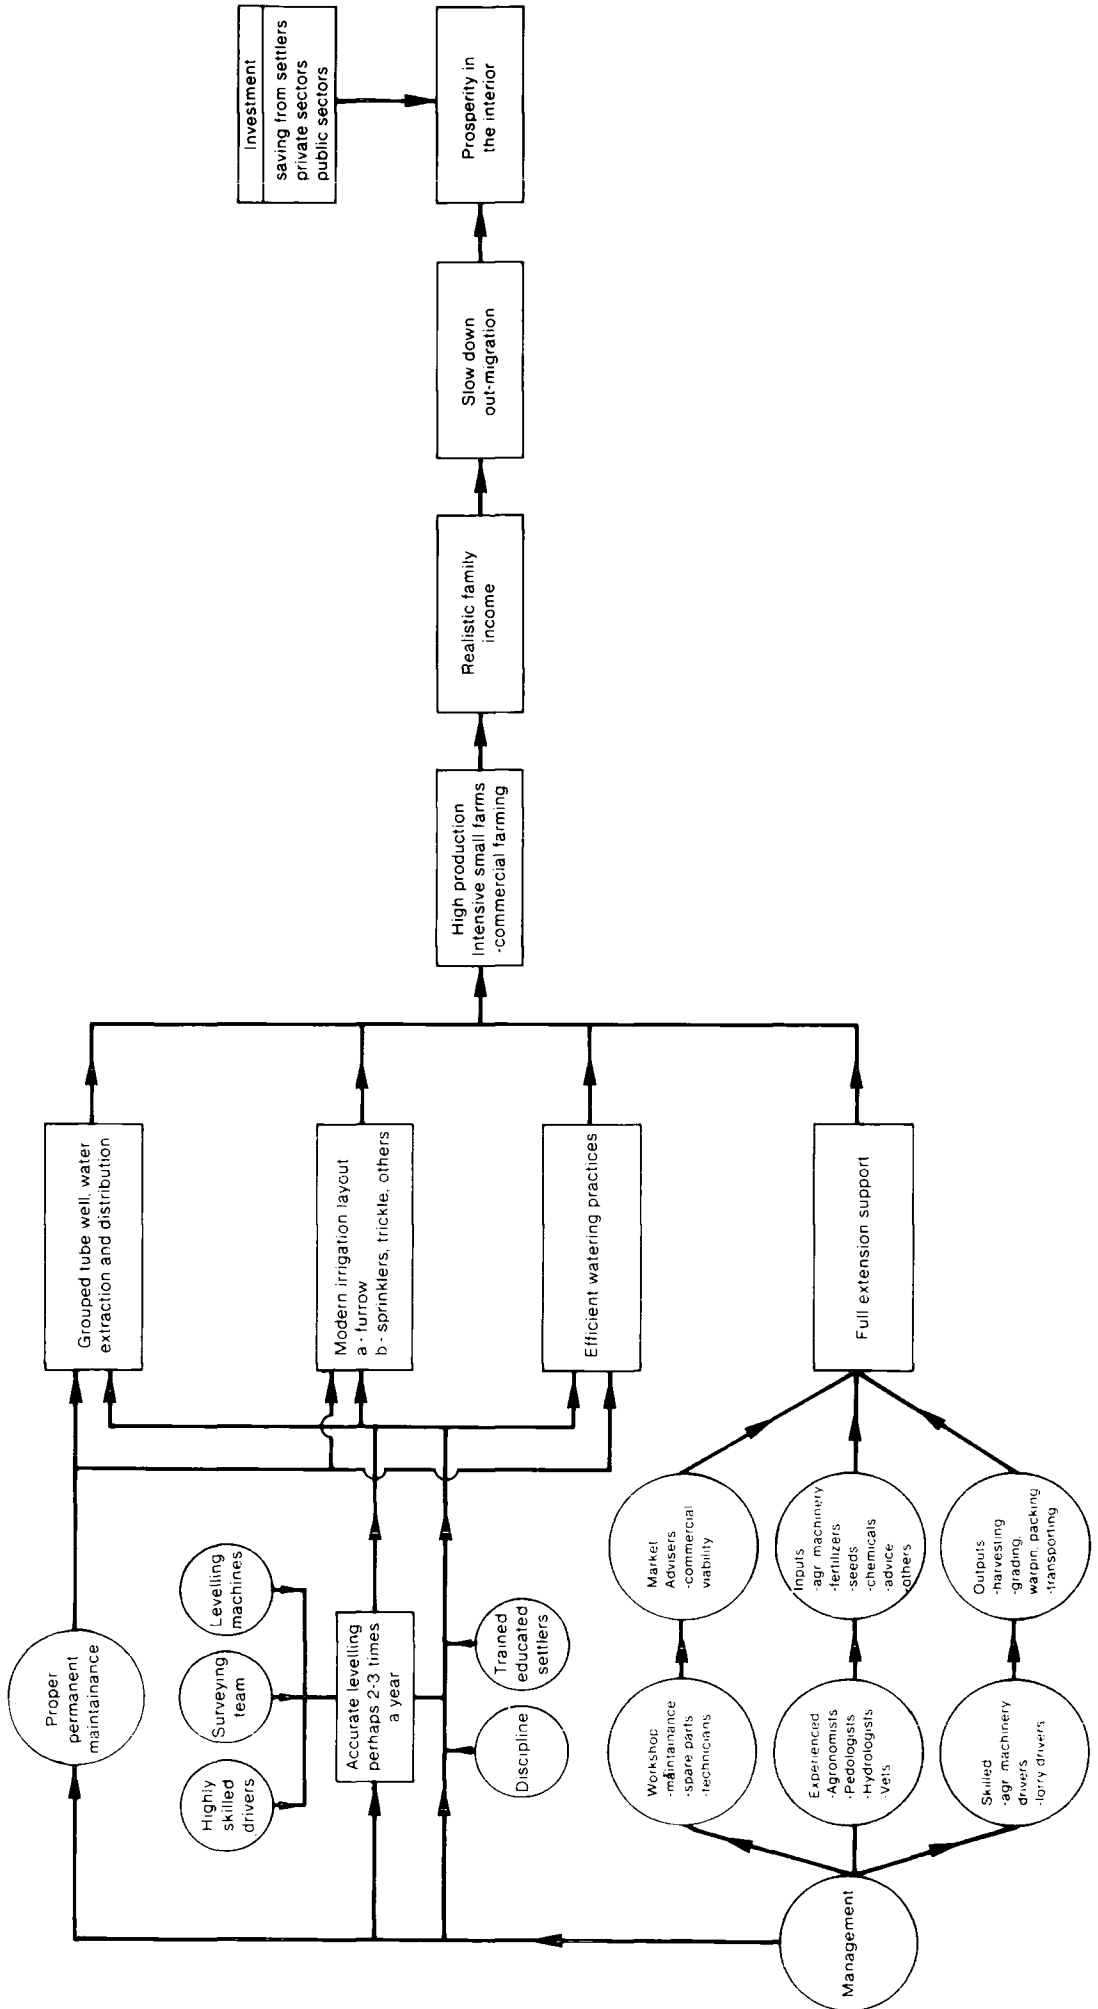 Management
Proper
permanent
maintainance
Highly
skilled
drivers
Surveying
team
Levelling
machines
Accurate levelling
perhaps 2-3 times
a year
Discipline
Trained
educated
settlers
Workshop
-maintainance
-spare parts
-technicians
Experienced
-Agronomists
-Pedologists
-Hydrologists
-Vets
Skilled
-agr machinery
drivers
-lorry drivers
Market
Advisers
-commercial
viability
Inputs
-agr machinery
-fertilizers
-seeds
-chemicals
-advice
-others
Outputs
-harvesting
-grading,
warpin, packing
-transporting
Grouped tube well, water
extraction and distribution
Modern irrigation layout
a - furrow
b - sprinklers, trickle, others
Efficient watering practices
Full extension support
High production
Intensive small farms
-commercial farming
Realistic family
income
Slow down
out-migration
Investment
saving from settlers
private sectors
public sectors
Prosperity in
the interior